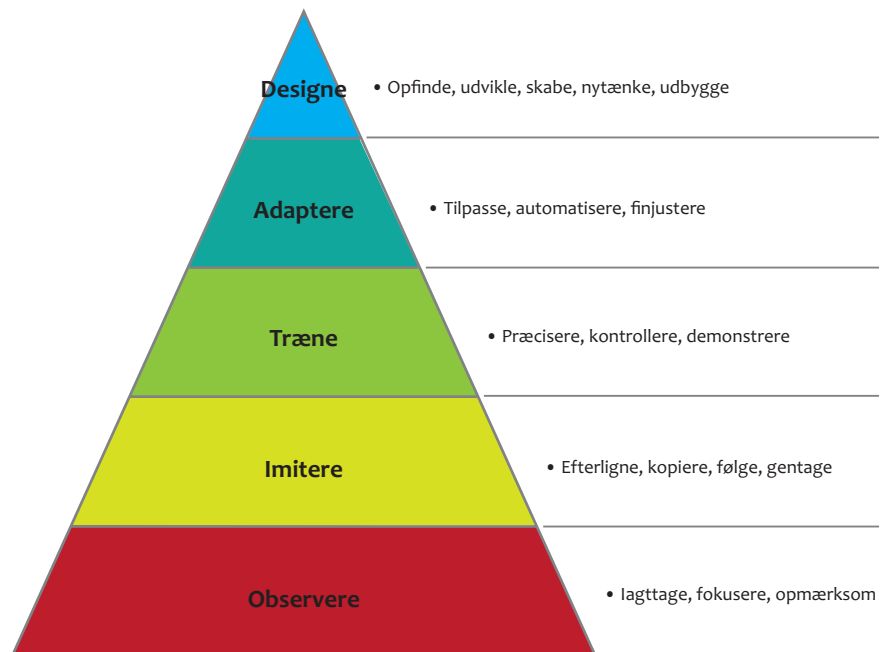 Designe • Opfinde, udvikle, skabe, nytænke, udbygge
Adaptere • Tilpasse, automatisere, finjustere
Træne • Præcisere, kontrollere, demonstrere
Imitere • Efterligne, kopiere, følge, gentage
Observere • Iagttage, fokusere, opmærksom